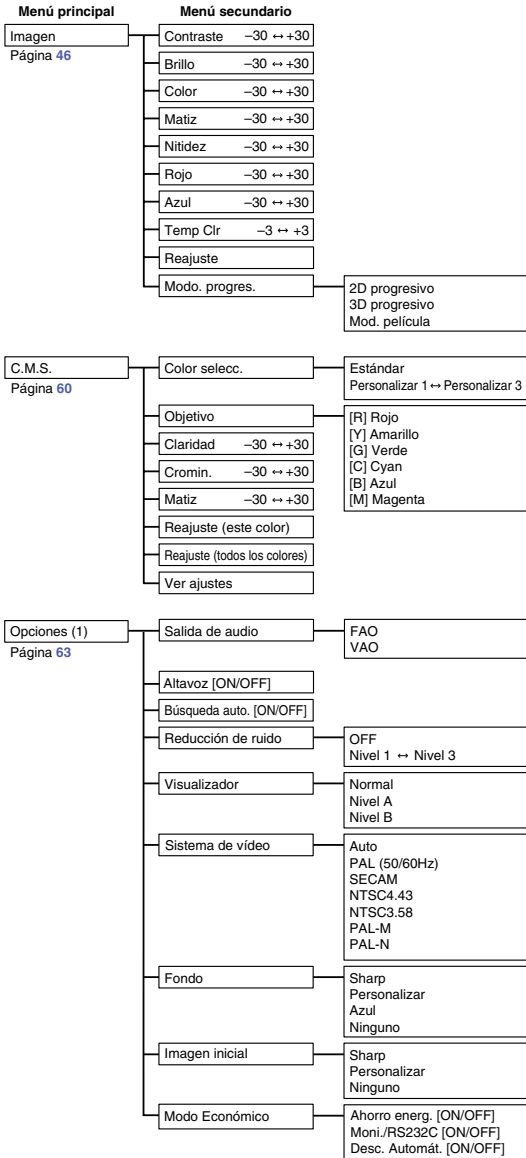 Menú principal Menú secundario
Imagen
Página 46
Contraste –30 ↔ +30
Brillo –30 ↔ +30
Color –30 ↔ +30
Matiz –30 ↔ +30
Nitidez –30 ↔ +30
Rojo –30 ↔ +30
Azul –30 ↔ +30
Temp Clr –3 ↔ +3
Reajuste
Modo. progres.
2D progresivo
3D progresivo
Mod. película
C.M.S.
Página 60
Color selecc.
Estándar
Personalizar 1 ↔ Personalizar 3
Objetivo
[R] Rojo
[Y] Amarillo
[G] Verde
[C] Cyan
[B] Azul
[M] Magenta
Claridad –30 ↔ +30
Cromin. –30 ↔ +30
Matiz –30 ↔ +30
Reajuste (este color)
Reajuste (todos los colores)
Ver ajustes
Opciones (1)
Página 63
Salida de audio
FAO
VAO
Altavoz [ON/OFF]
Búsqueda auto. [ON/OFF]
Reducción de ruido
OFF
Nivel 1 ↔ Nivel 3
Visualizador
Normal
Nivel A
Nivel B
Sistema de vídeo
Auto
PAL (50/60Hz)
SECAM
NTSC4.43
NTSC3.58
PAL-M
PAL-N
Fondo
Sharp
Personalizar
Azul
Ninguno
Imagen inicial
Sharp
Personalizar
Ninguno
Modo Económico
Ahorro energ. [ON/OFF]
Moni./RS232C [ON/OFF]
Desc. Automát. [ON/OFF]